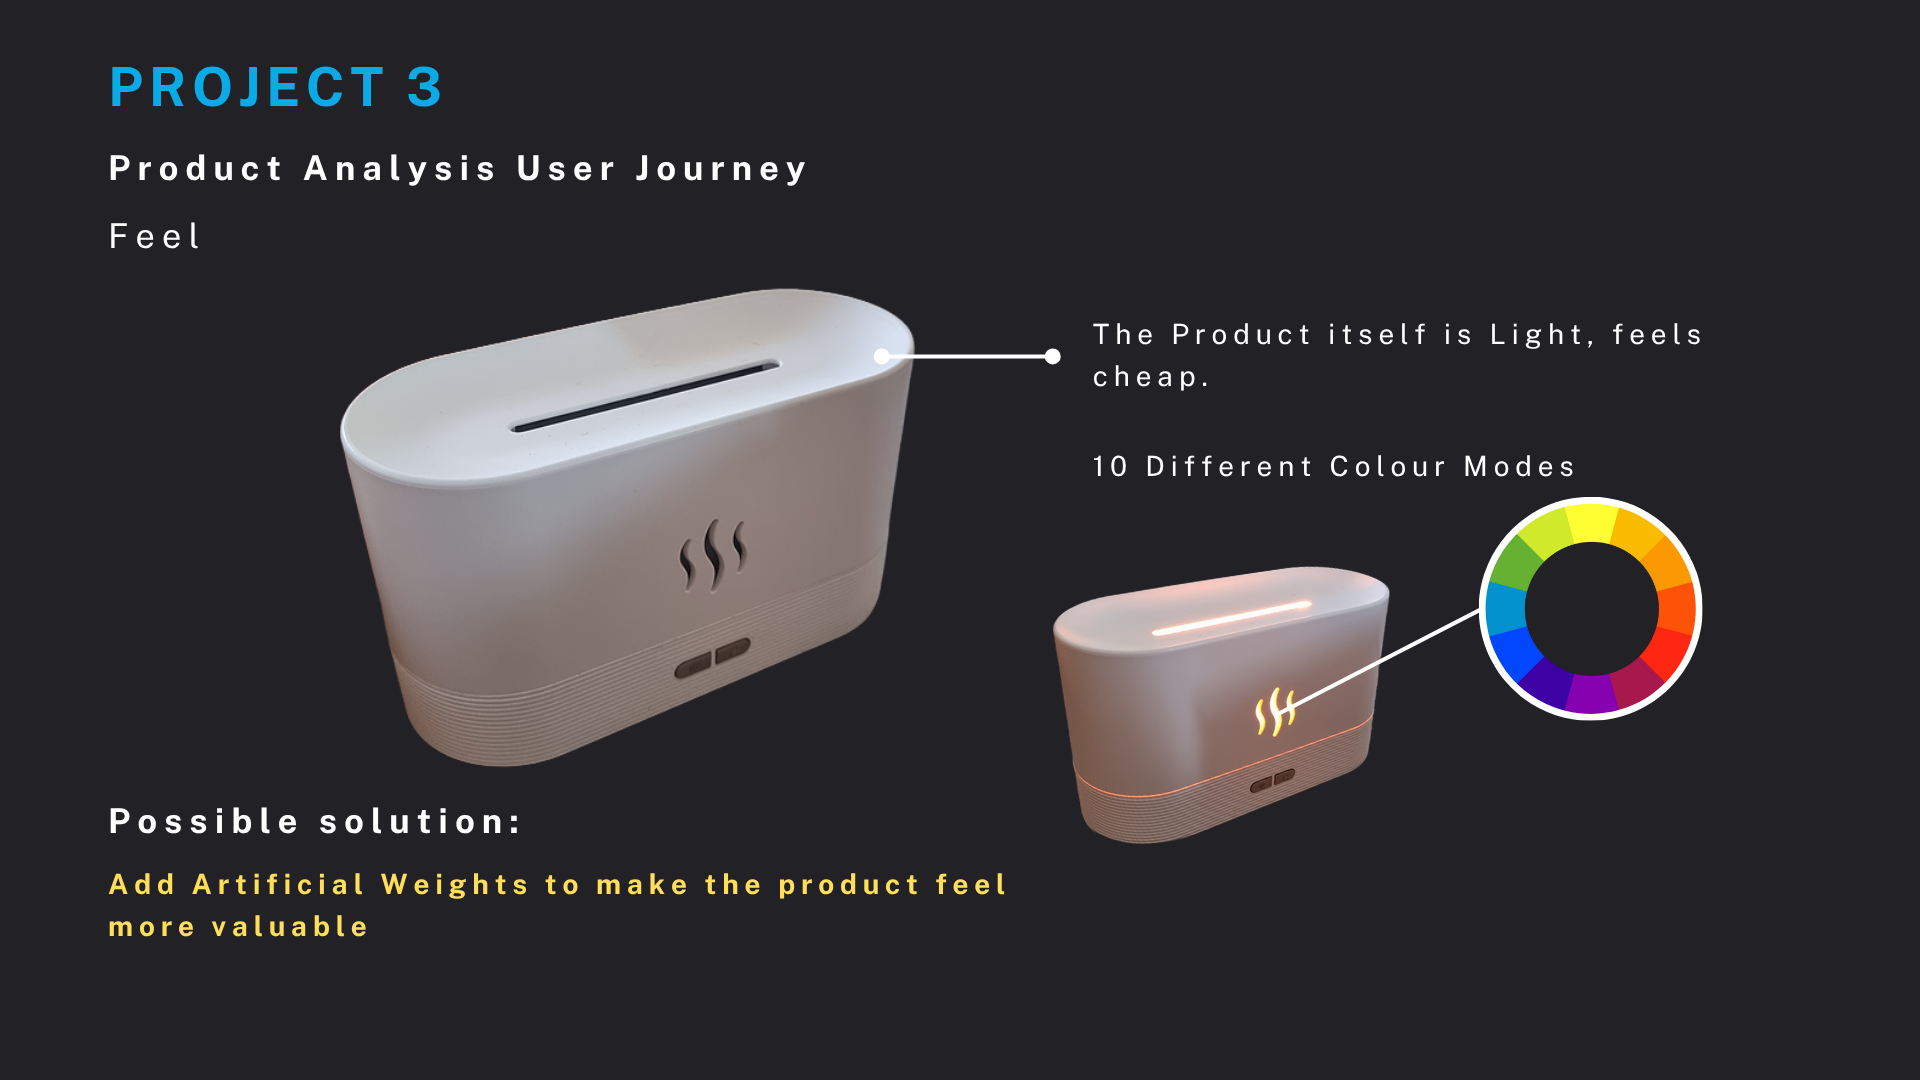 PROJECT 3
Product Analysis User Journey
Feel
The Product itself is Light, feels
cheap.
10 Different Colour Modes
Possible solution:
Add Artificial Weights to make the product feel
more valuable